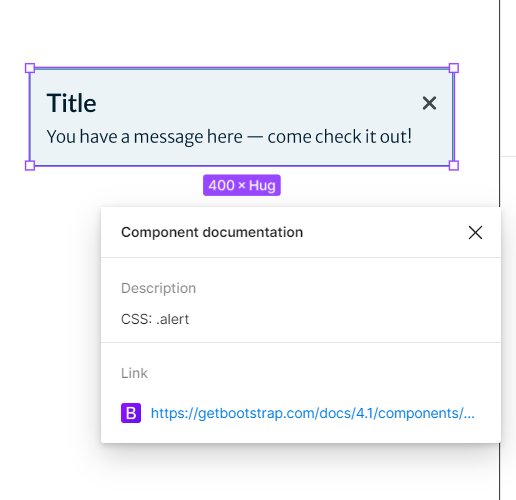 Title
You have a message here — come check it out!
400 × Hug
Component documentation
Description
CSS: .alert
Link
B https://getbootstrap.com/docs/4.1/components/...